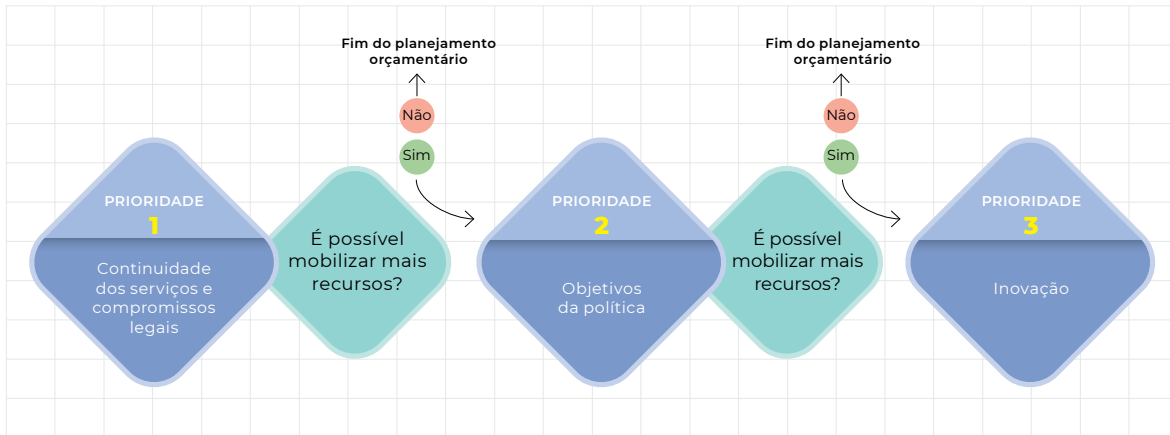 PRIORIDADE
1
Continuidade
dos serviços e
compromissos
legais
É possível
mobilizar mais
recursos?
Fim do planejamento
orçamentário
Não
Sim
PRIORIDADE
2
Objetivos
da política
É possível
mobilizar mais
recursos?
Fim do planejamento
orçamentário
Não
Sim
PRIORIDADE
3
Inovação